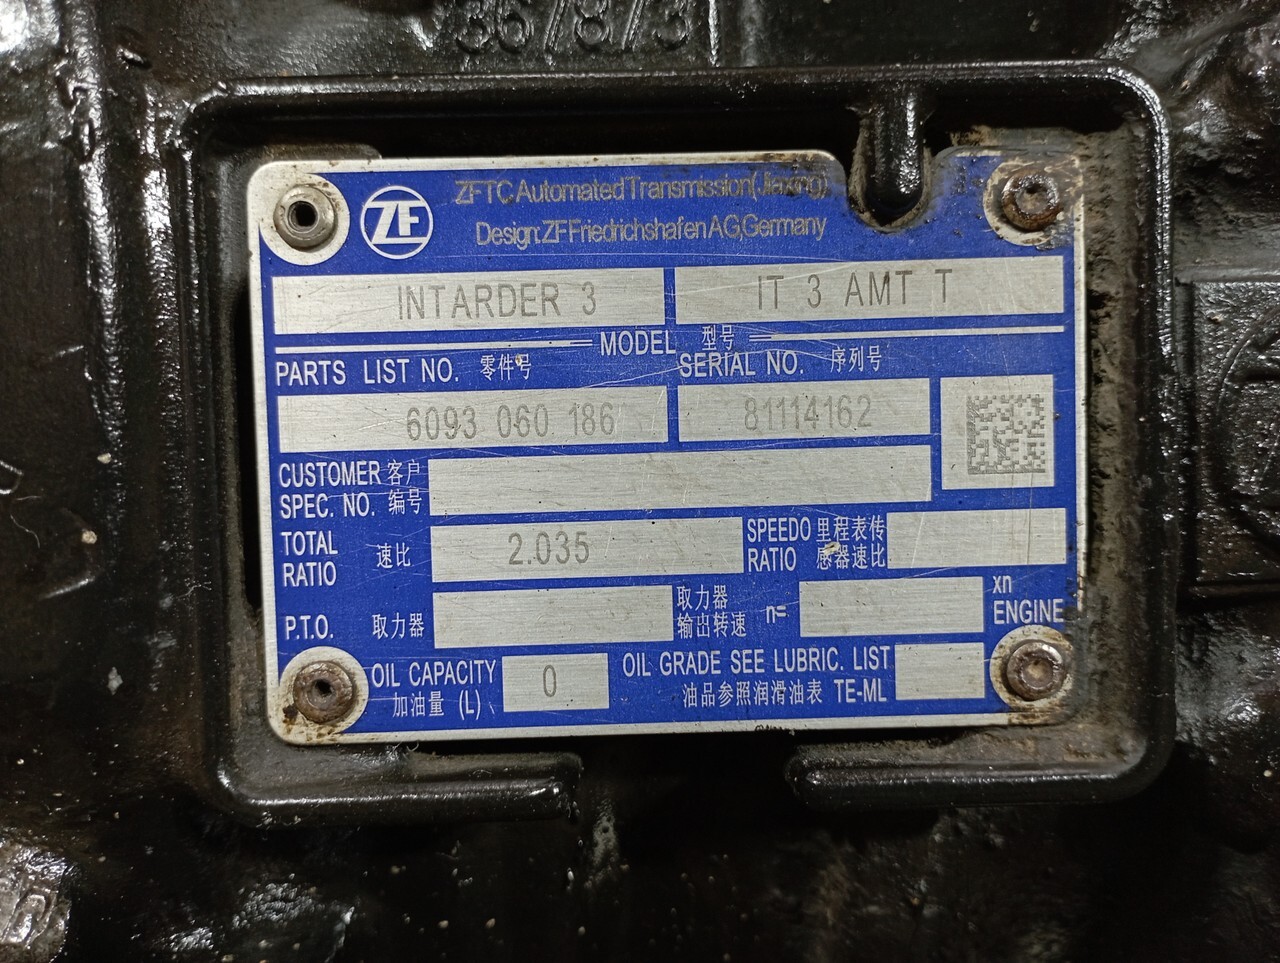 ZF
ZFTC Automated Transmission(Jiaxing)
Design:ZF Friedrichshafen AG,Germany
INTARDER 3 IT 3 AMT T
MODEL 型号
PARTS LIST NO. 零件号 SERIAL NO. 序列号
6093 060 186 81114162
CUSTOMER 客户
SPEC. NO. 编号
TOTAL RATIO 速比 2.035 SPEEDO RATIO 里程表传感器速比
P.T.O. 取力器 取力器输出转速 n= xn ENGINE
OIL CAPACITY 加油量 (L) 0 OIL GRADE SEE LUBRIC. LIST
油品参照润滑油表 TE-ML